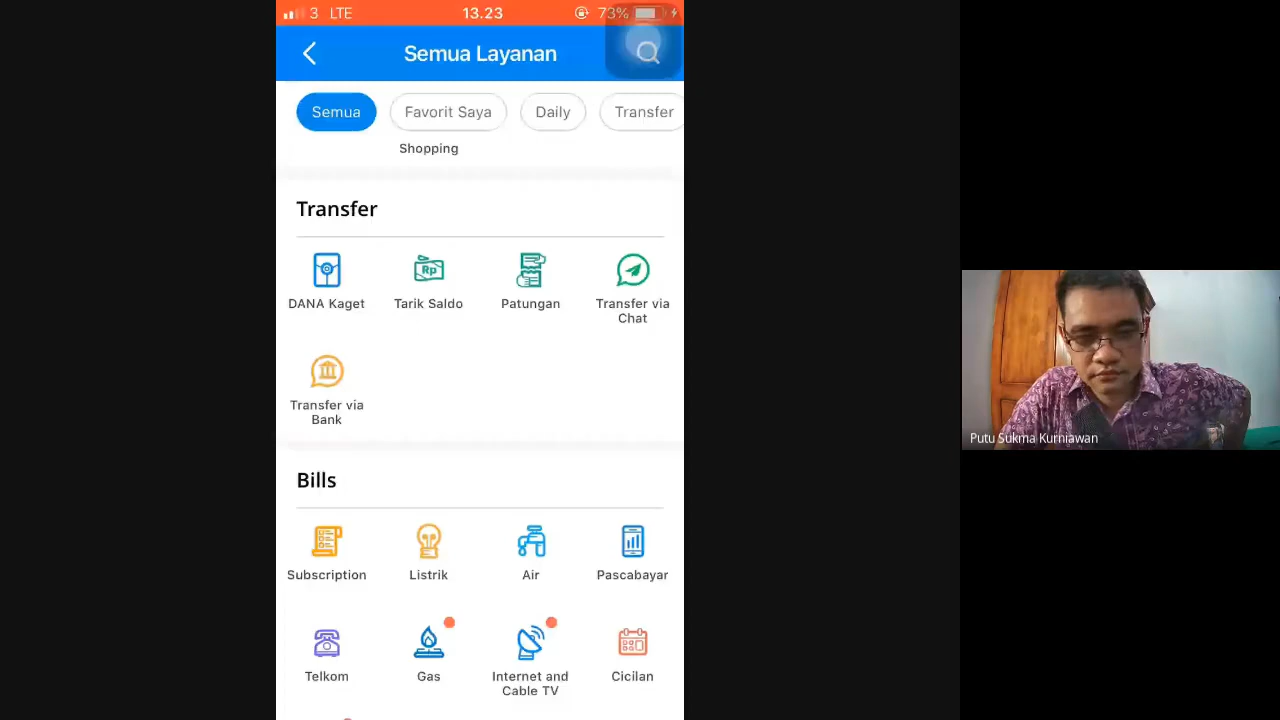 3 LTE 13.23 73%
Semua Layanan
Semua Favorit Saya Daily Transfer
Shopping
Transfer
DANA Kaget Tarik Saldo Patungan Transfer via
Chat
Transfer via
Bank
Bills
Subscription Listrik Air Pascabayar
Telkom Gas Internet and Cicilan
Cable TV
Rp
Putu Sukma Kurniawan